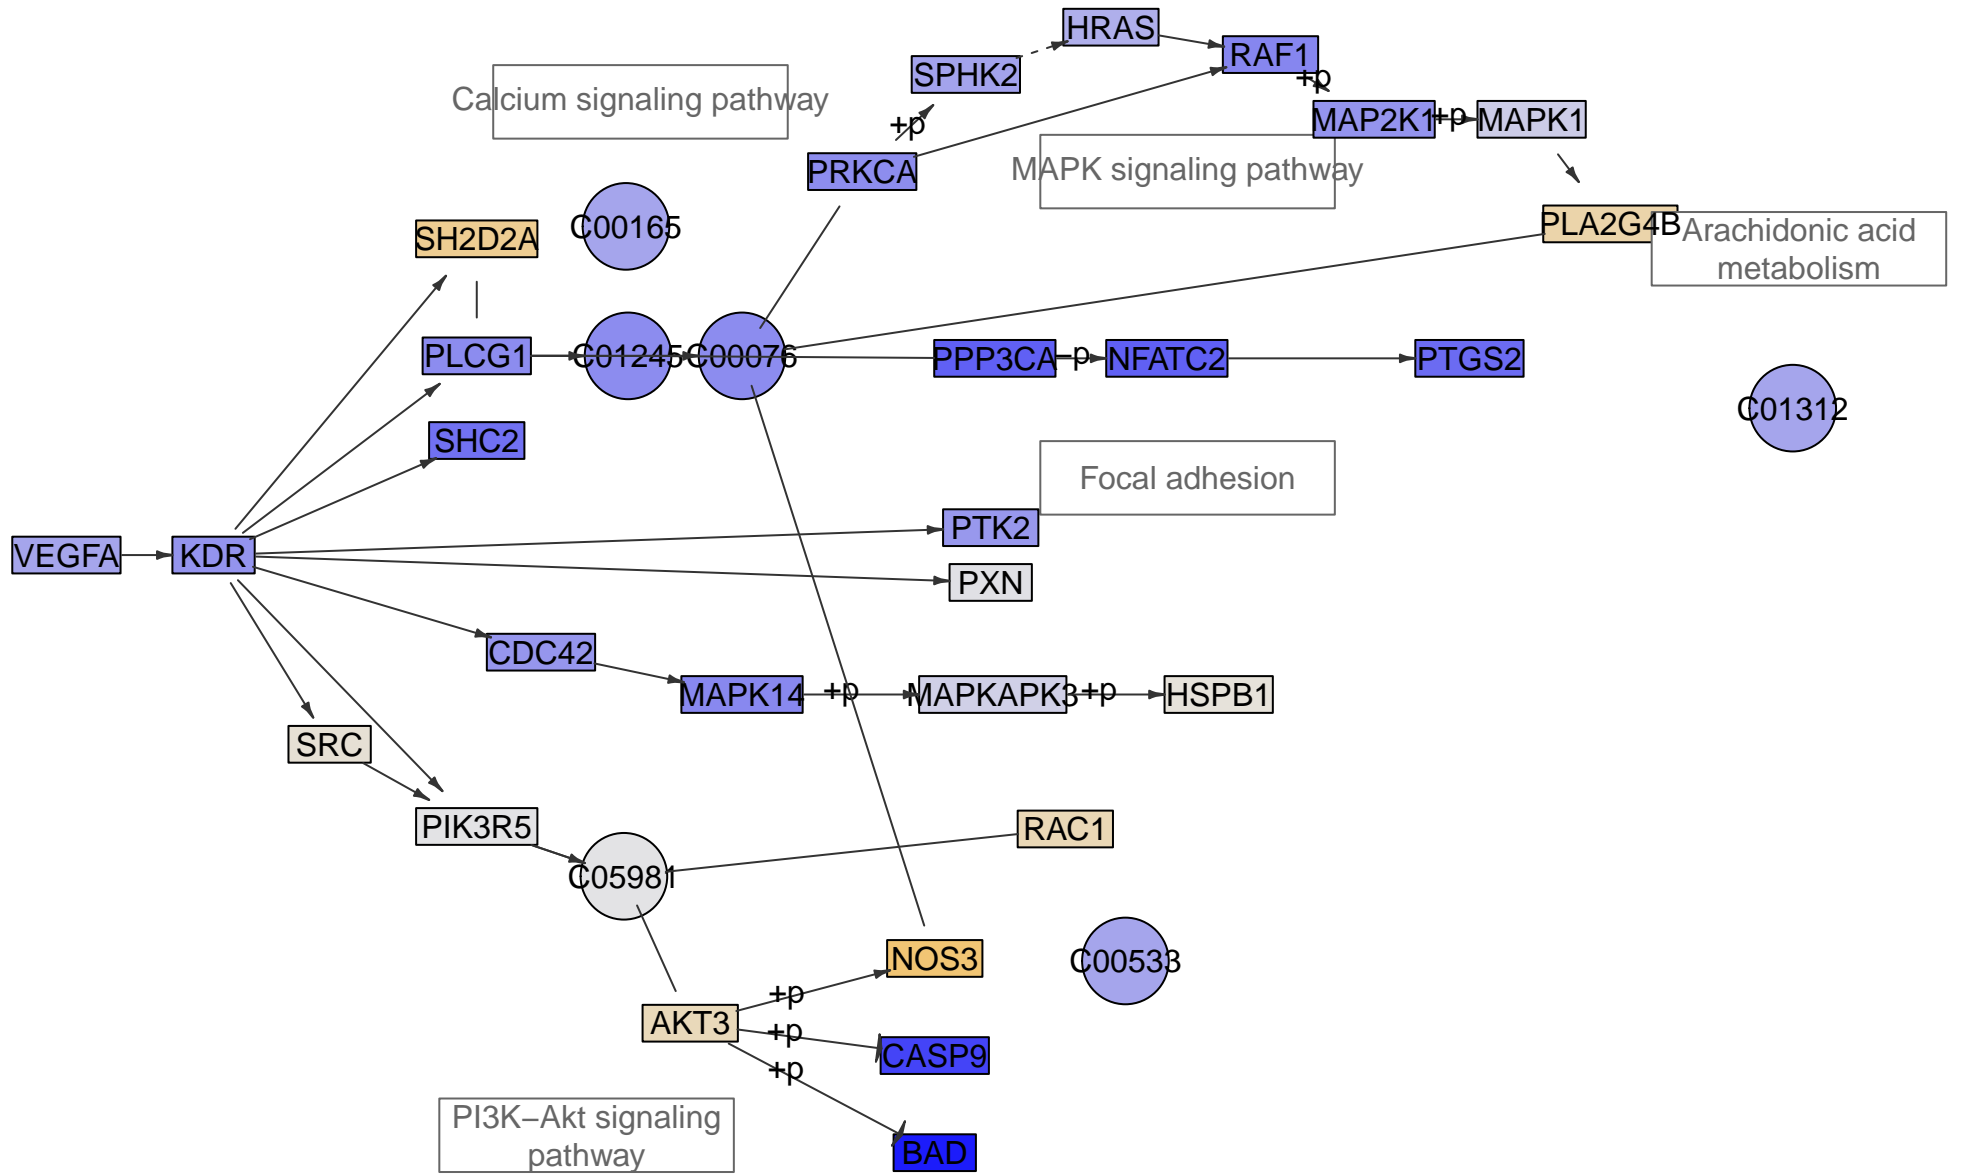 HRAS
RAF1
SPHK2
+p
Calcium signaling pathway
MAP2K1
+p
MAPK1
+p
PRKCA
MAPK signaling pathway
C00165
SH2D2A
PLA2G4B
Arachidonic acid
metabolism
PLCG1
C01245
C00076
PPP3CA
−p
NFATC2
PTGS2
C01312
SHC2
Focal adhesion
PTK2
VEGFA
KDR
PXN
CDC42
MAPK14
+p
MAPKAPK3
+p
HSPB1
SRC
PIK3R5
RAC1
C05981
NOS3
C00533
+p
AKT3
+p
CASP9
+p
PI3K−Akt signaling
pathway
BAD